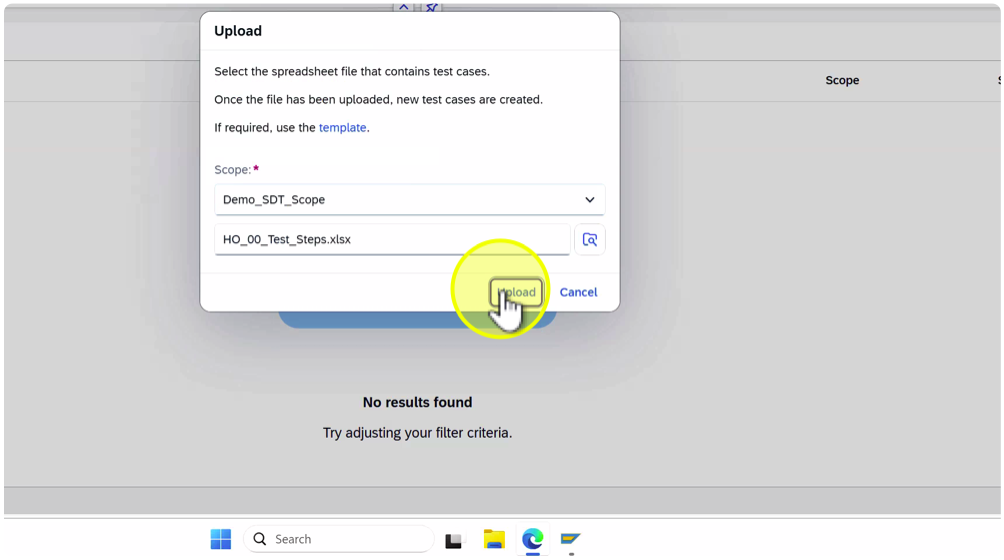 Upload
Select the spreadsheet file that contains test cases.
Once the file has been uploaded, new test cases are created.
If required, use the template.
Scope:*
Scope
Demo_SDT_Scope
HO_00_Test_Steps.xlsx
Upload Cancel
No results found
Try adjusting your filter criteria.
Search